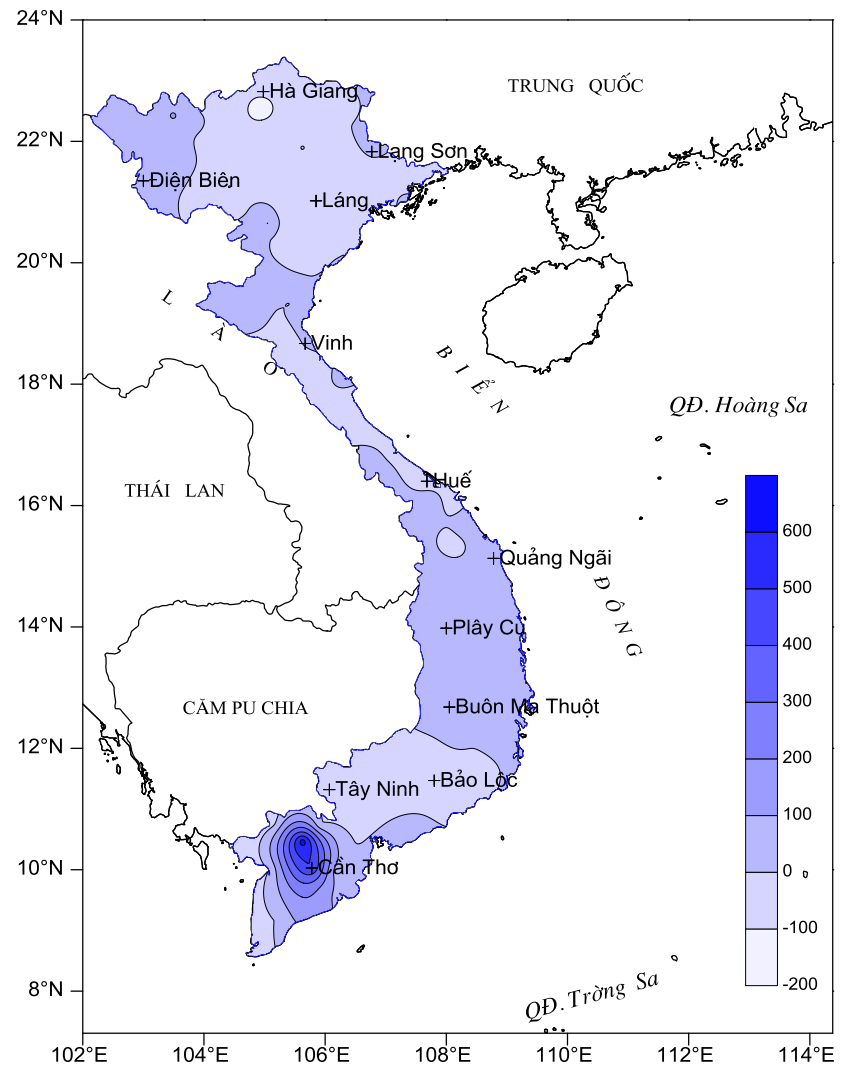 24°N
TRUNG QUỐC
Hà Giang
22°N
Lang Sơn
Điện Biên
Láng
20°N
L À O
Vinh
BIỂN
18°N
QĐ. Hoàng Sa
THÁI LAN
Huế
16°N
600
Quảng Ngãi
500
ĐÔNG
14°N
Plây Cu
400
300
CĂM PU CHIA
Buôn Ma Thuột
200
12°N
Bảo Lộc
Tây Ninh
100
10°N
Cần Thơ
0
-100
8°N
QĐ. Trờng Sa
-200
102°E 104°E 106°E 108°E 110°E 112°E 114°E